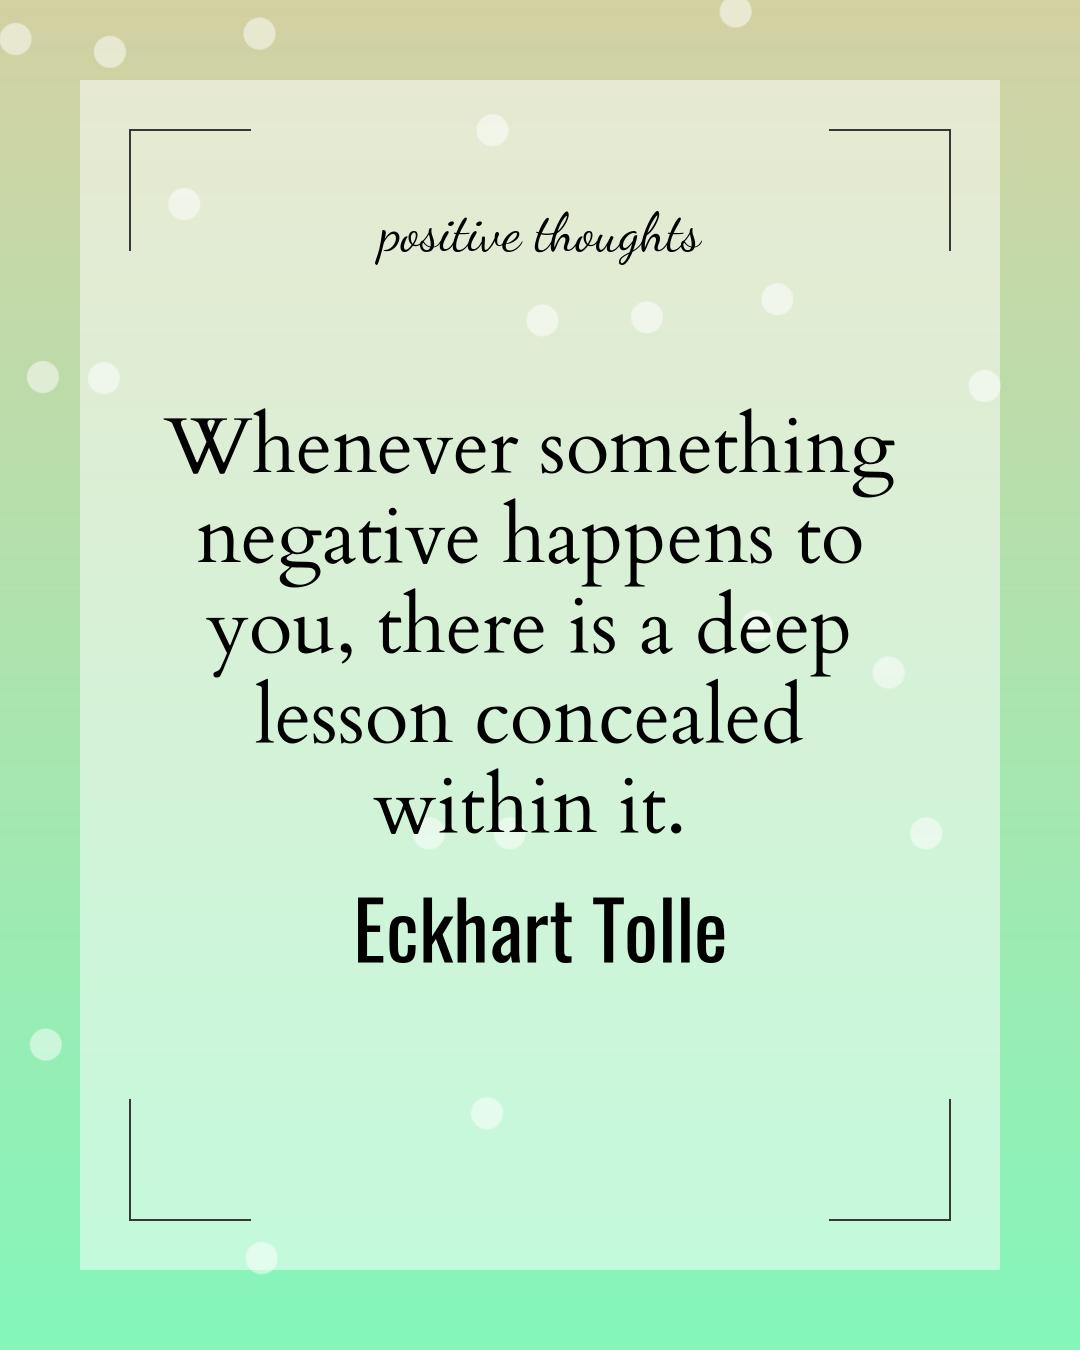 positive thoughts
Whenever something
negative happens to
you, there is a deep
lesson concealed
within it.
Eckhart Tolle